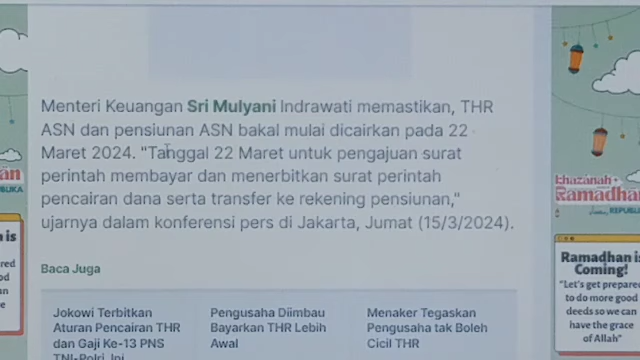 Menteri Keuangan Sri Mulyani Indrawati memastikan, THR
ASN dan pensiunan ASN bakal mulai dicairkan pada 22
Maret 2024. "Tanggal 22 Maret untuk pengajuan surat
perintah membayar dan menerbitkan surat perintah
pencairan dana serta transfer ke rekening pensiunan,"
ujarnya dalam konferensi pers di Jakarta, Jumat (15/3/2024).
Baca Juga
Jokowi Terbitkan
Aturan Pencairan THR
dan Gaji Ke-13 PNS
TNI-Polri, Ini
Pengusaha Diimbau
Bayarkan THR Lebih
Awal
Menaker Tegaskan
Pengusaha tak Boleh
Cicil THR
Khazanah
Ramadhan
Ramadhan is
Coming!
"Let's get prepared
to do more good
deeds so we can
have the grace
of Allah"